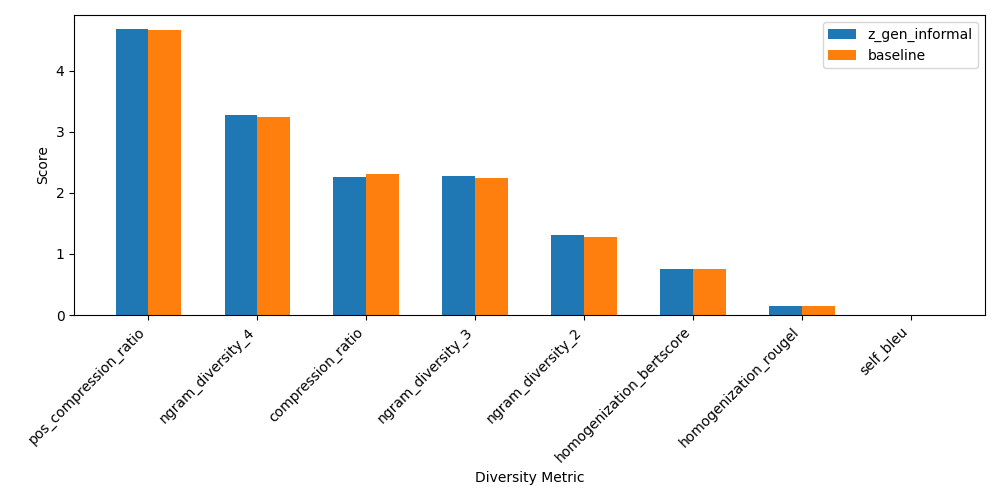 z_gen_informal
baseline
Score
4
3
2
1
0
pos_compression_ratio
ngram_diversity_4
compression_ratio
ngram_diversity_3
ngram_diversity_2
homogenization_bertscore
homogenization_rougel
self_bleu
Diversity Metric